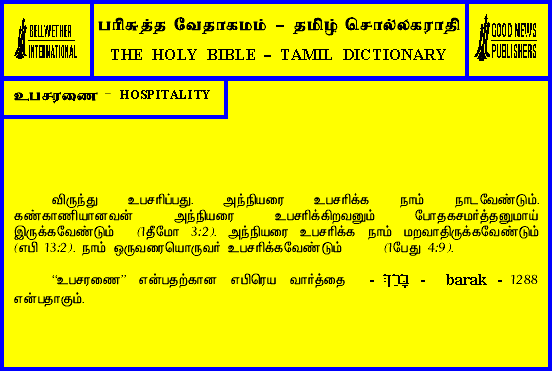 BELLWETHER
INTERNATIONAL
பரிசுத்த வேதாகமம் – தமிழ் சொல்லகராதி
THE HOLY BIBLE – TAMIL DICTIONARY
GOOD NEWS
PUBLISHERS
உபசரணை – HOSPITALITY
விருந்து உபசரிப்பது. அந்நியரை உபசரிக்க நாம் நாடவேண்டும்.
கண்காணியானவன் அந்நியரை உபசரிக்கிறவனும் போதகசமர்த்தனுமாய்
இருக்கவேண்டும் (1தீமோ 3:2). அந்நியரை உபசரிக்க நாம் மறவாதிருக்கவேண்டும்
(எபி 13:2). நாம் ஒருவரையொருவர் உபசரிக்கவேண்டும் (1பேது 4:9).
“உபசரணை” என்பதற்கான எபிரெய வார்த்தை - - barak - 1288
என்பதாகும்.